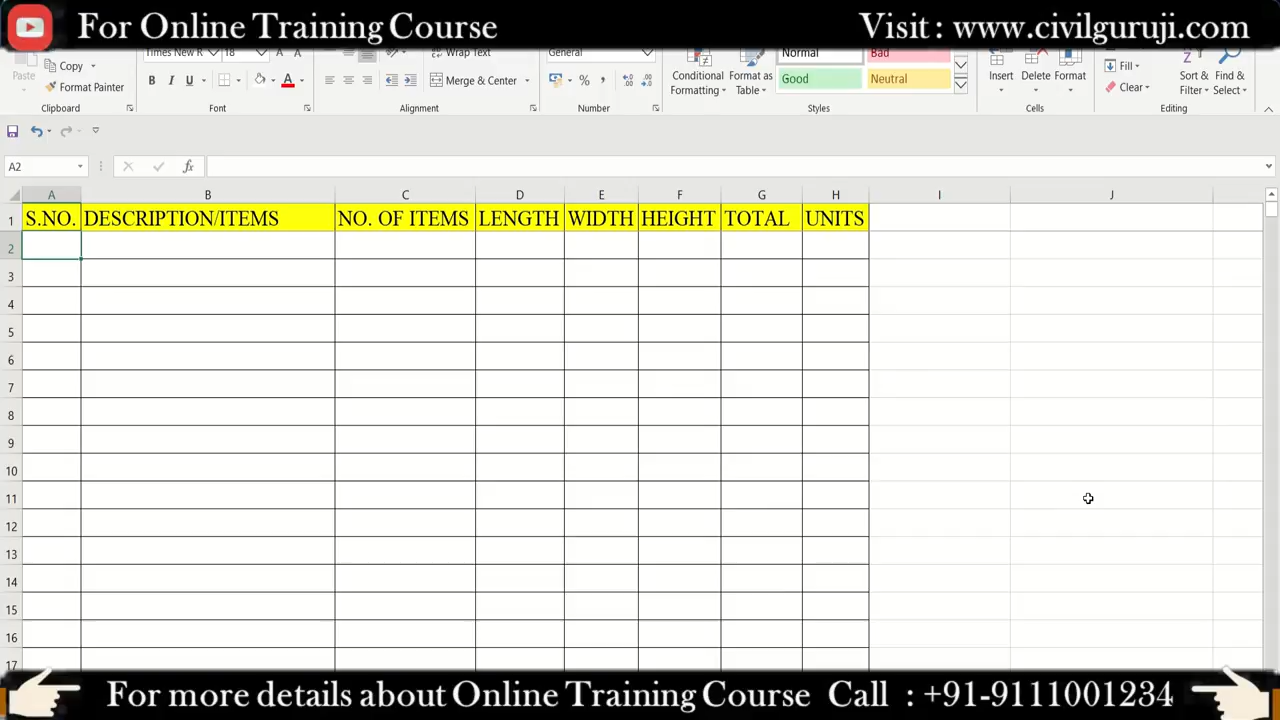 For Online Training Course Visit : www.civilguruji.com
Times New R 18 Wrap Text General Normal Bad
Paste Copy B I U A Merge & Center % , Conditional Formatting Format as Table Good Neutral Insert Delete Format Fill Sort & Filter Find & Select
Format Painter Clear
Clipboard Font Alignment Number Styles Cells Editing
A2 fx
A B C D E F G H I J
1 S.NO. DESCRIPTION/ITEMS NO. OF ITEMS LENGTH WIDTH HEIGHT TOTAL UNITS
2
3
4
5
6
7
8
9
10
11
12
13
14
15
16
17
For more details about Online Training Course Call : +91-9111001234